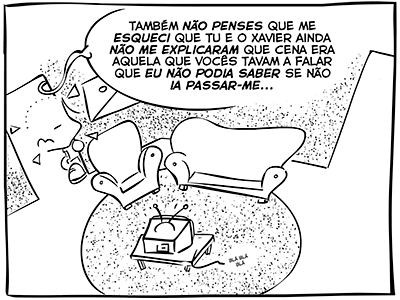 TAMBÉM NÃO PENSES QUE ME
ESQUECI QUE TU E O XAVIER AINDA
NÃO ME EXPLICARAM QUE CENA ERA
AQUELA QUE VOCÊS TAVAM A FALAR
QUE EU NÃO PODIA SABER SE NÃO
IA PASSAR-ME...
BLA BLA
BLA